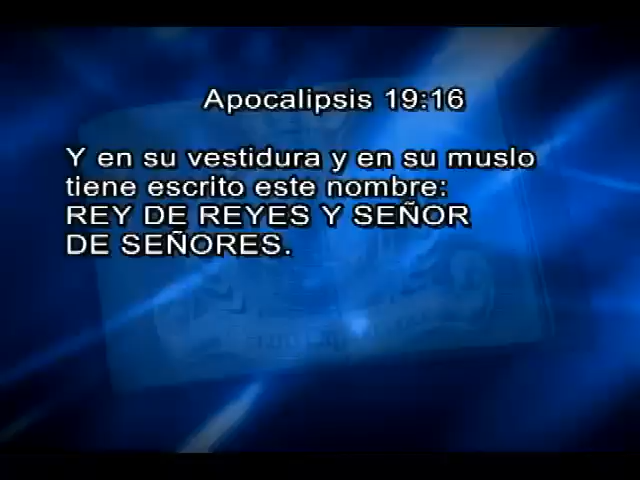 Apocalipsis 19:16
Y en su vestidura y en su muslo
tiene escrito este nombre:
REY DE REYES Y SEÑOR
DE SEÑORES.